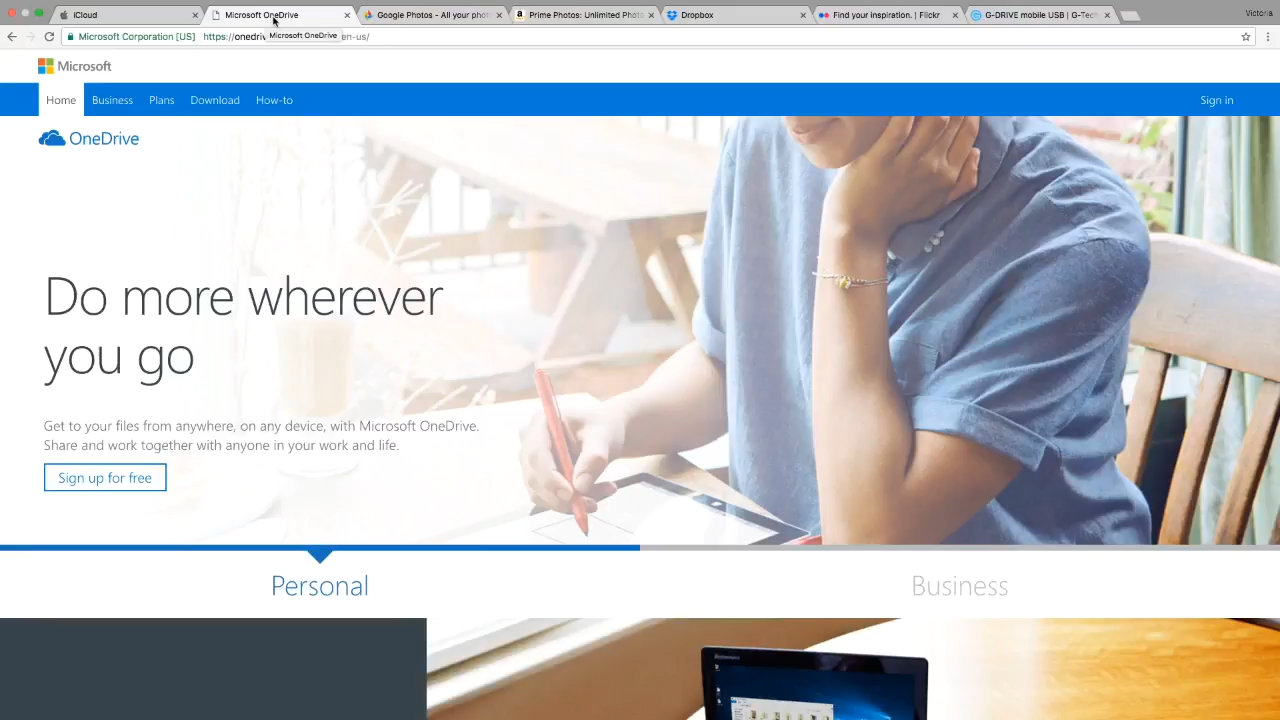 iCloud
Microsoft OneDrive
Google Photos - All your phot
Prime Photos: Unlimited Phot
Dropbox
Find your inspiration. | Flickr
G-DRIVE mobile USB | G-Tech
Victoria
Microsoft Corporation [US]
https://onedriv
en-us/
Microsoft OneDrive
Microsoft
Home
Business
Plans
Download
How-to
Sign in
OneDrive
Do more wherever
you go
Get to your files from anywhere, on any device, with Microsoft OneDrive.
Share and work together with anyone in your work and life.
Sign up for free
Personal
Business